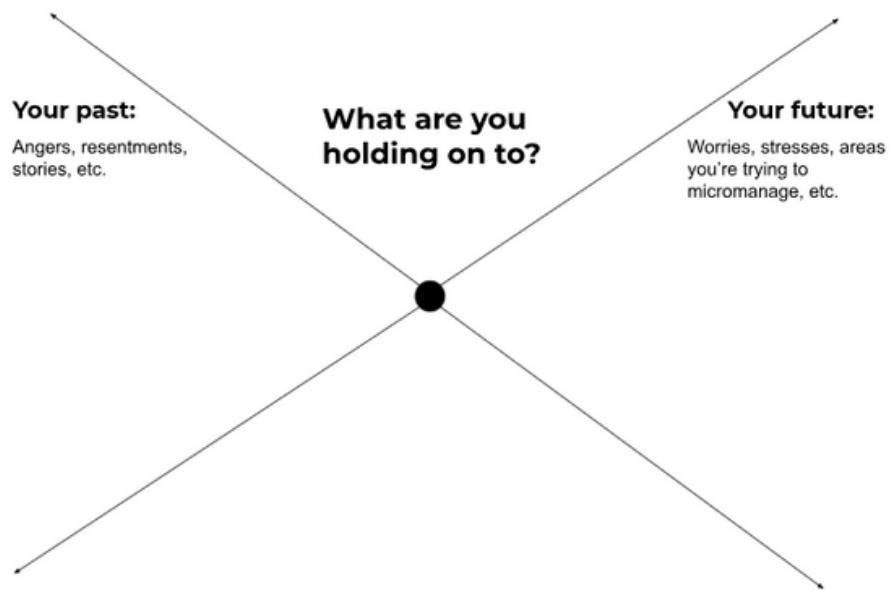 Your past:
Angers, resentments,
stories, etc.
What are you
holding on to?
Your future:
Worries, stresses, areas
you're trying to
micromanage, etc.